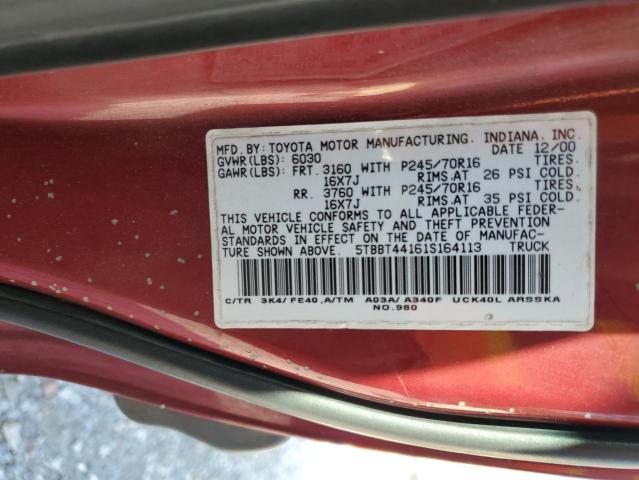 MFD. BY: TOYOTA MOTOR MANUFACTURING. INDIANA. INC.
GVWR(LBS): 6030 DATE 12/00
GAWR(LBS): FRT. 3160 WITH P245/70R16 TIRES.
16X7J RIMS.AT 26 PSI COLD.
RR. 3760 WITH P245/70R16 TIRES.
16X7J RIMS.AT 35 PSI COLD.
THIS VEHICLE CONFORMS TO ALL APPLICABLE FEDER-
AL MOTOR VEHICLE SAFETY AND THEFT PREVENTION
STANDARDS IN EFFECT ON THE DATE OF MANUFAC-
TURE SHOWN ABOVE. 5TBBT44161S164113 TRUCK
C/TR 3K4/ FE40 ,A/TM A03A/ A340F UCK40L ARSSKA
NO.980